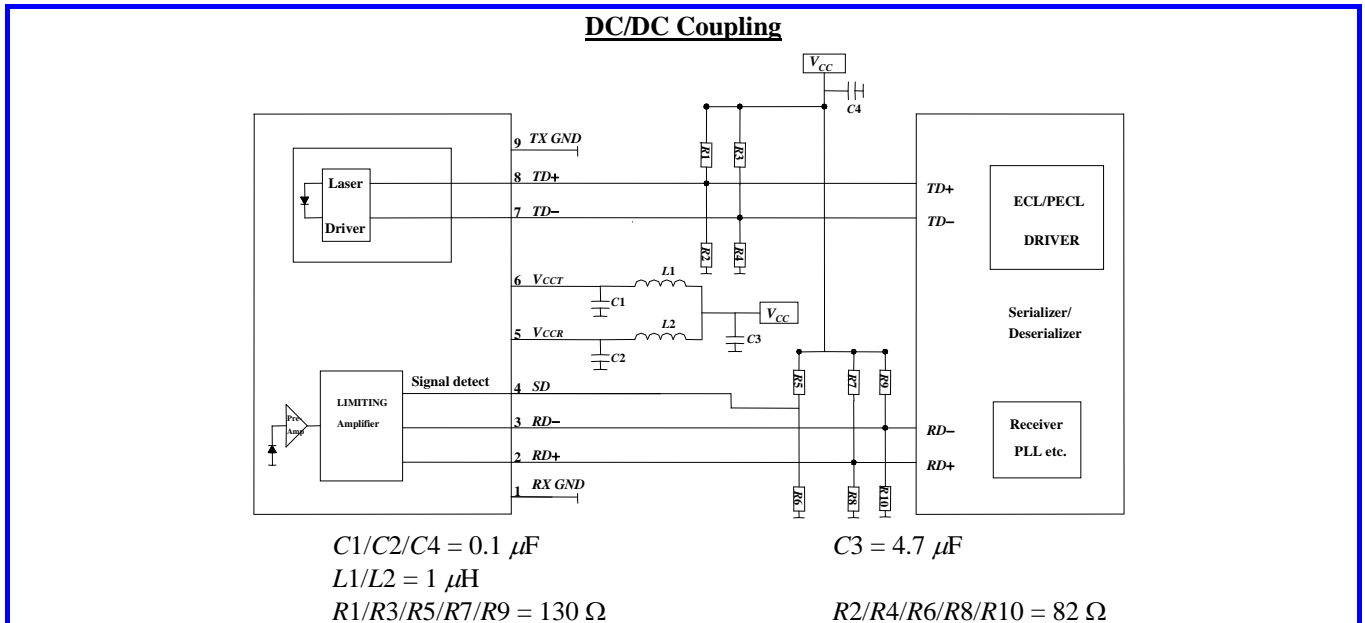 DC/DC Coupling
VCC
C4
9 TX GND
R1
R3
Laser
Driver
8 TD+
TD+
7 TD−
TD−
ECL/PECL
DRIVER
R2
R4
6 VCCT
L1
C1
VCC
5 VCCR
L2
C3
C2
Serializer/
Deserializer
R5
R7
R9
Signal detect
4 SD
LIMITING
Amplifier
Pre-
Amp
3 RD−
RD−
2 RD+
RD+
Receiver
PLL etc.
1 RX GND
R6
R8
R10
C1/C2/C4 = 0.1 μF
C3 = 4.7 μF
L1/L2 = 1 μH
R1/R3/R5/R7/R9 = 130 Ω
R2/R4/R6/R8/R10 = 82 Ω